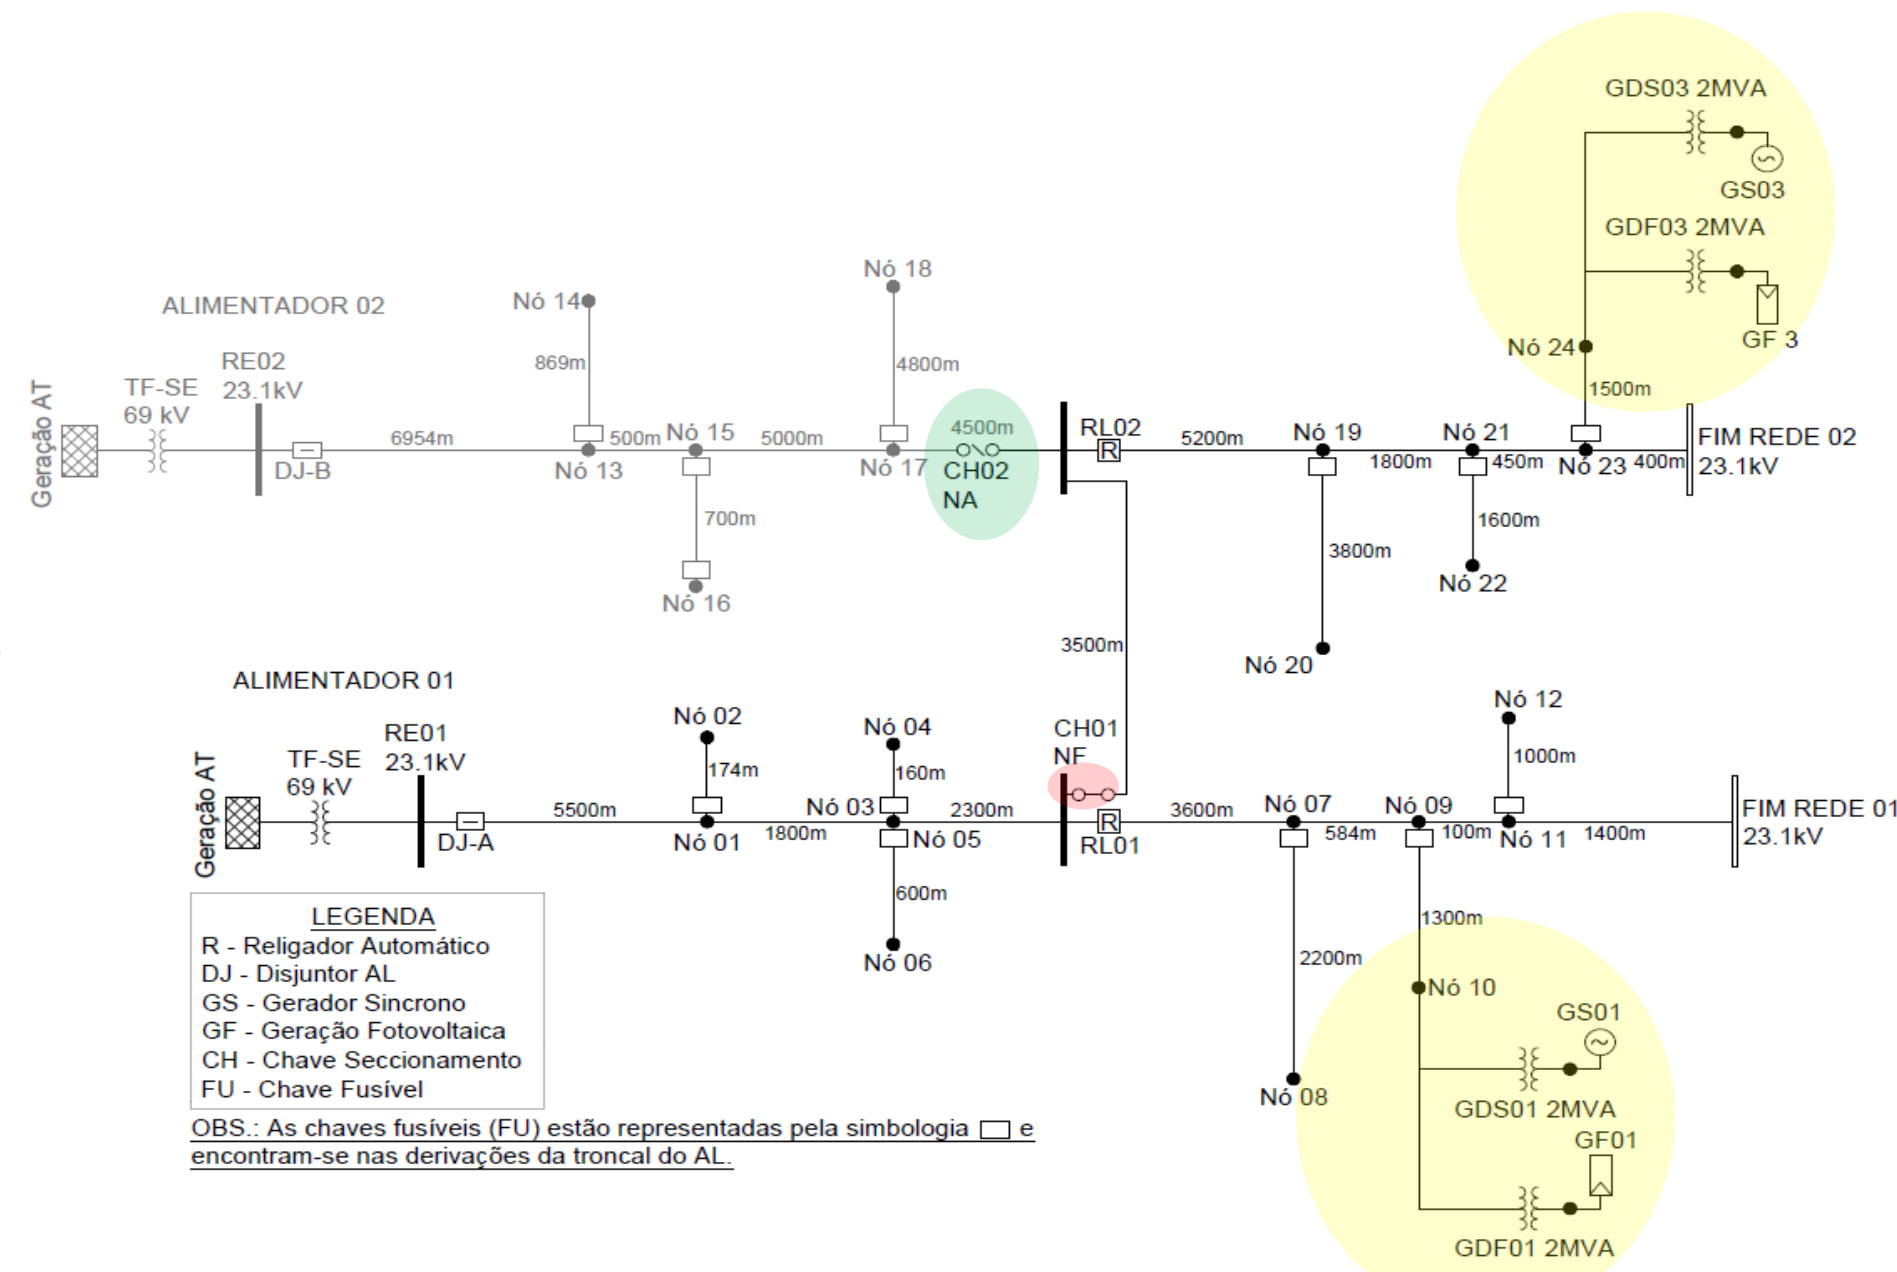 GDS03 2MVA
GS03
GDF03 2MVA
GF 3
Nó 24
1500m
Nó 18
Nó 14
ALIMENTADOR 02
869m
4800m
RE02
23.1kV
TF-SE
69 kV
Geração AT
DJ-B
6954m
Nó 13
500m
Nó 15
5000m
Nó 17
4500m
CH02
NA
RL02
R
5200m
Nó 19
1800m
Nó 21
450m
Nó 23
400m
FIM REDE 02
23.1kV
700m
Nó 16
3800m
1600m
Nó 22
Nó 20
3500m
ALIMENTADOR 01
Nó 12
1000m
Nó 02
Nó 04
CH01
NF
RE01
23.1kV
TF-SE
69 kV
Geração AT
174m
160m
DJ-A
5500m
Nó 01
1800m
Nó 03
Nó 05
2300m
R
RL01
3600m
Nó 07
584m
Nó 09
100m
Nó 11
1400m
FIM REDE 01
23.1kV
600m
Nó 06
2200m
Nó 08
1300m
Nó 10
GS01
GDS01 2MVA
GF01
GDF01 2MVA
LEGENDA
R - Religador Automático
DJ - Disjuntor AL
GS - Gerador Sincrono
GF - Geração Fotovoltaica
CH - Chave Seccionamento
FU - Chave Fusível
OBS.: As chaves fusíveis (FU) estão representadas pela simbologia e
encontram-se nas derivações da troncal do AL.